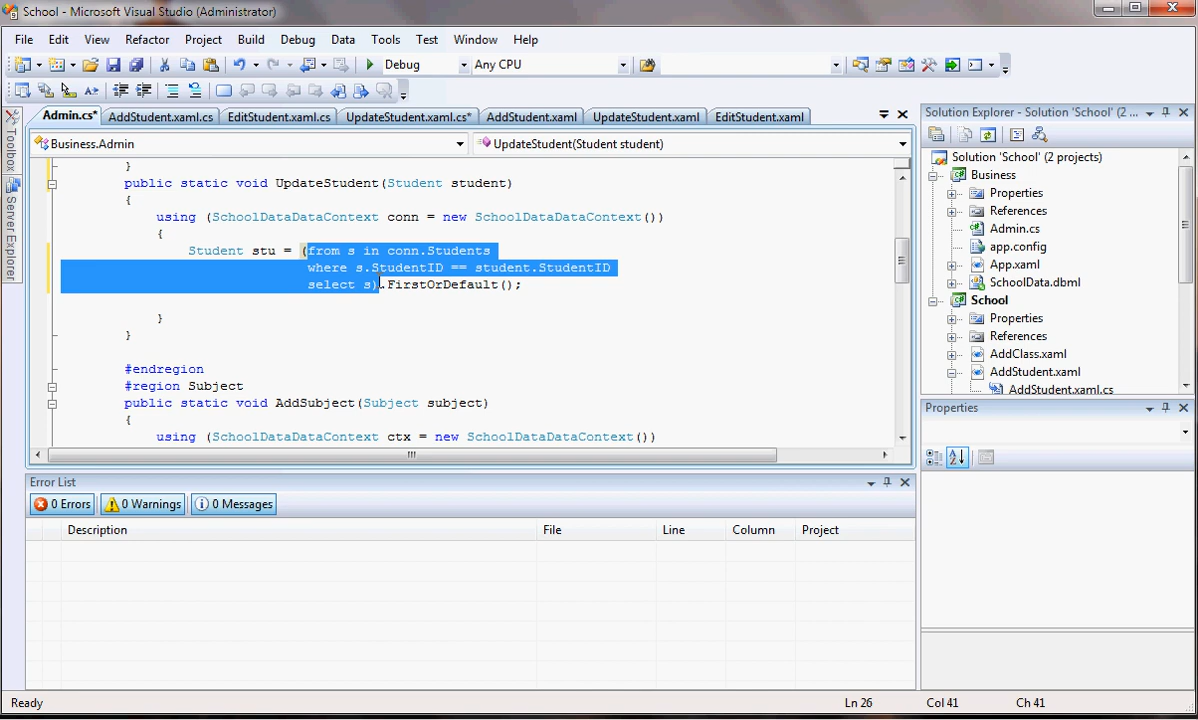 School - Microsoft Visual Studio (Administrator)
File Edit View Refactor Project Build Debug Data Tools Test Window Help
Debug Any CPU
Admin.cs* AddStudent.xaml.cs EditStudent.xaml.cs UpdateStudent.xaml.cs* AddStudent.xaml UpdateStudent.xaml EditStudent.xaml
Business.Admin UpdateStudent(Student student)
}
public static void UpdateStudent(Student student)
{
using (SchoolDataDataContext conn = new SchoolDataDataContext())
{
Student stu = (from s in conn.Students
where s.StudentID == student.StudentID
select s).FirstOrDefault();
}
}
#endregion
#region Subject
public static void AddSubject(Subject subject)
{
using (SchoolDataDataContext ctx = new SchoolDataDataContext())
Toolbox
Server Explorer
Solution Explorer - Solution 'School' (2 ...
Solution 'School' (2 projects)
Business
Properties
References
Admin.cs
app.config
App.xaml
SchoolData.dbml
School
Properties
References
AddClass.xaml
AddStudent.xaml
AddStudent.xaml.cs
Properties
Error List
0 Errors 0 Warnings 0 Messages
Description File Line Column Project
Ready Ln 26 Col 41 Ch 41